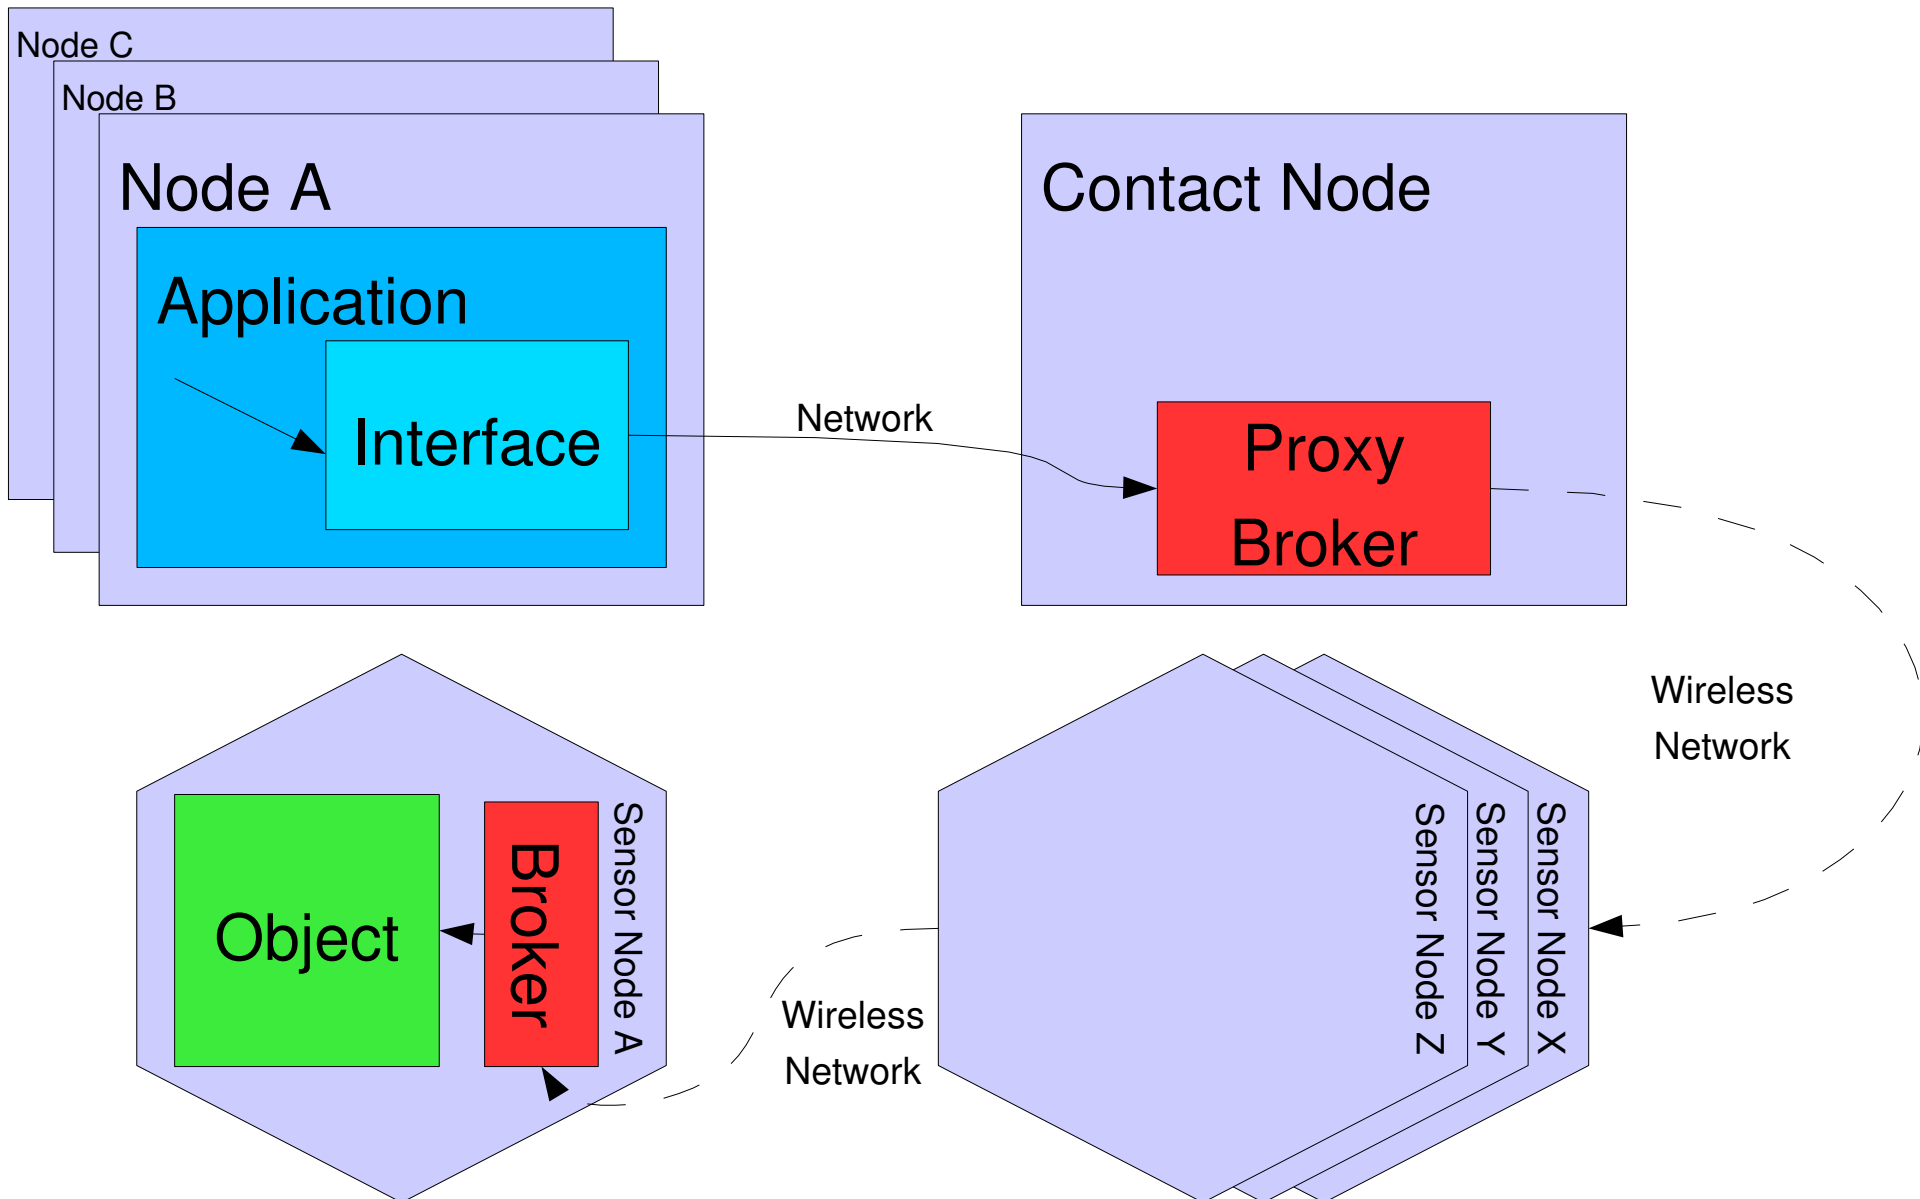 Node C
Node B
Node A
Application
Interface
Network
Contact Node
Proxy
Broker
Wireless
Network
Object
Broker
Sensor Node A
Wireless
Network
Sensor Node Z
Sensor Node Y
Sensor Node X